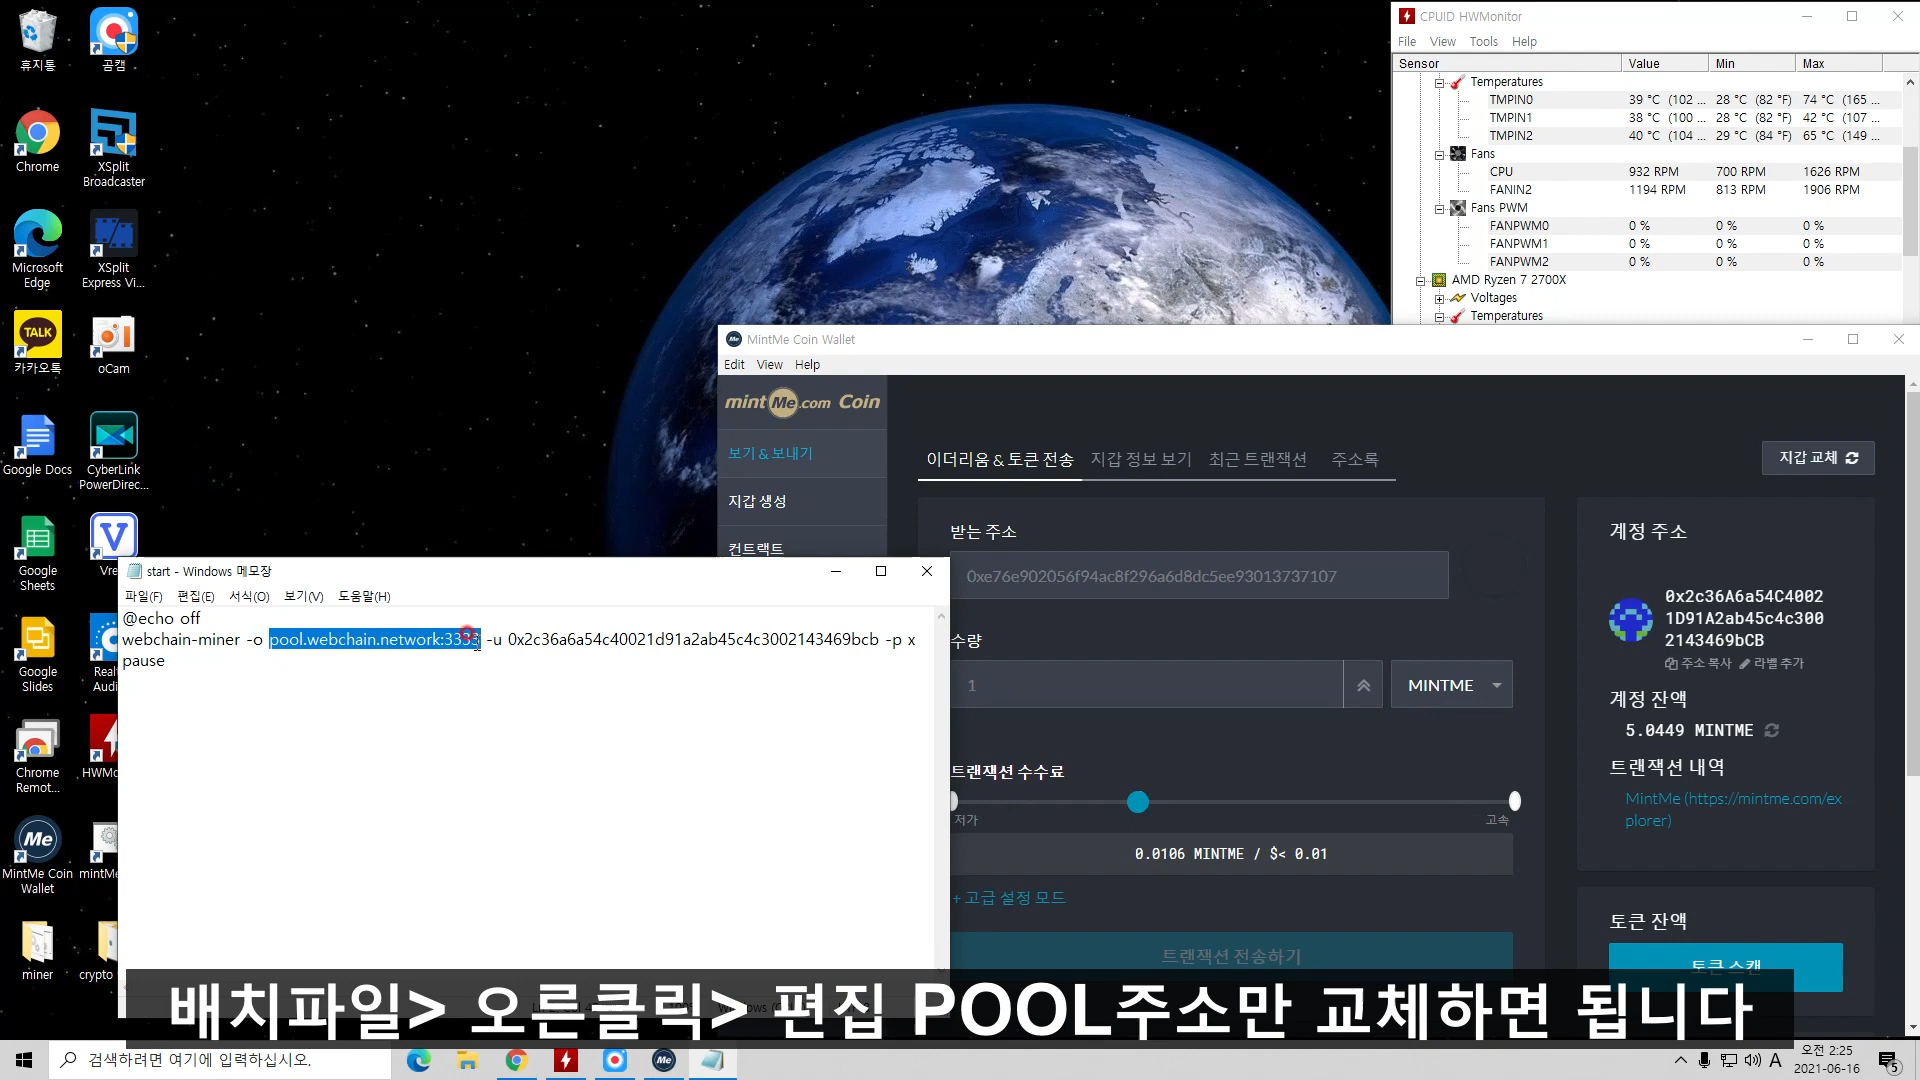 휴지통
곰캠
Chrome
XSplit
Broadcaster
Microsoft
Edge
XSplit
Express Vi...
TALK
카카오톡
oCam
Google Docs
CyberLink
PowerDirec...
Google
Sheets
Google
Slides
Chrome
Remot...
Me
MintMe Coin
Wallet
miner
CPUID HWMonitor
File View Tools Help
Sensor Value Min Max
Temperatures
TMPIN0 39 °C (102 ... 28 °C (82 °F) 74 °C (165 ...
TMPIN1 38 °C (100 ... 28 °C (82 °F) 42 °C (107 ...
TMPIN2 40 °C (104 ... 29 °C (84 °F) 65 °C (149 ...
Fans
CPU 932 RPM 700 RPM 1626 RPM
FANIN2 1194 RPM 813 RPM 1906 RPM
Fans PWM
FANPWM0 0 % 0 % 0 %
FANPWM1 0 % 0 % 0 %
FANPWM2 0 % 0 % 0 %
AMD Ryzen 7 2700X
Voltages
Temperatures
MintMe Coin Wallet
Edit View Help
mintMe.com Coin
보기 & 보내기
지갑 생성
컨트랙트
이더리움 & 토큰 전송 지갑 정보 보기 최근 트랜잭션 주소록
지갑 교체
받는 주소
0xe76e902056f94ac8f296a6d8dc5ee93013737107
수량
1
MINTME
트랜잭션 수수료
저가 고속
0.0106 MINTME / $< 0.01
+ 고급 설정 모드
트랜잭션 전송하기
계정 주소
0x2c36A6a54C4002
1D91A2ab45c4c300
2143469bCB
주소 복사 라벨 추가
계정 잔액
5.0449 MINTME
트랜잭션 내역
MintMe (https://mintme.com/ex
plorer)
토큰 잔액
토큰 스캔
start - Windows 메모장
파일(F) 편집(E) 서식(O) 보기(V) 도움말(H)
@echo off
webchain-miner -o pool.webchain.network:3333 -u 0x2c36a6a54c40021d91a2ab45c4c3002143469bcb -p x
pause
배치파일> 오른클릭> 편집 POOL주소만 교체하면 됩니다
검색하려면 여기에 입력하십시오.
A
오전 2:25
2021-06-16
5